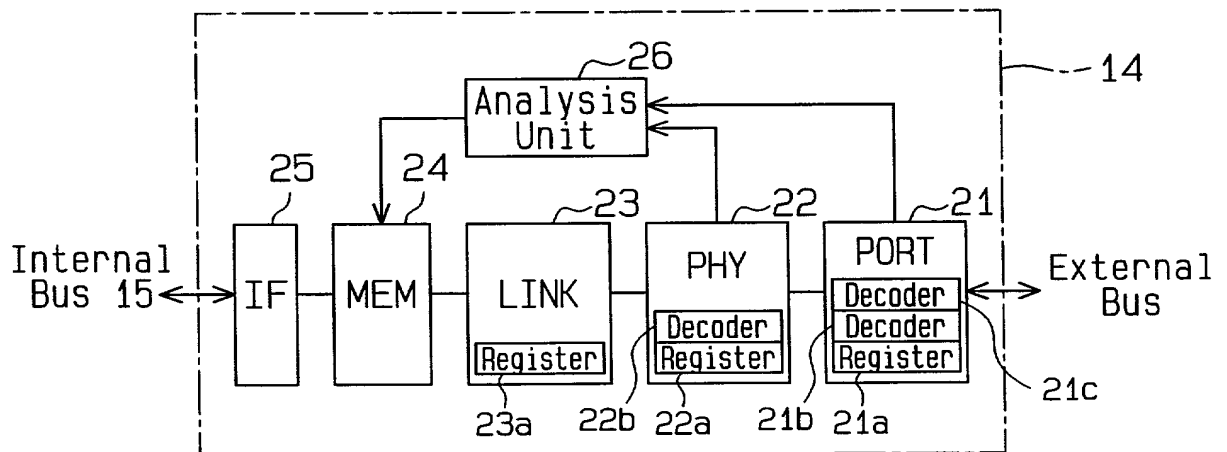 26
14
Analysis
Unit
25
24
23
22
21
Internal
Bus 15
IF
MEM
LINK
PHY
PORT
External
Bus
Decoder
Decoder
Decoder
Register
Register
Register
23a
22b
22a
21b
21a
21c